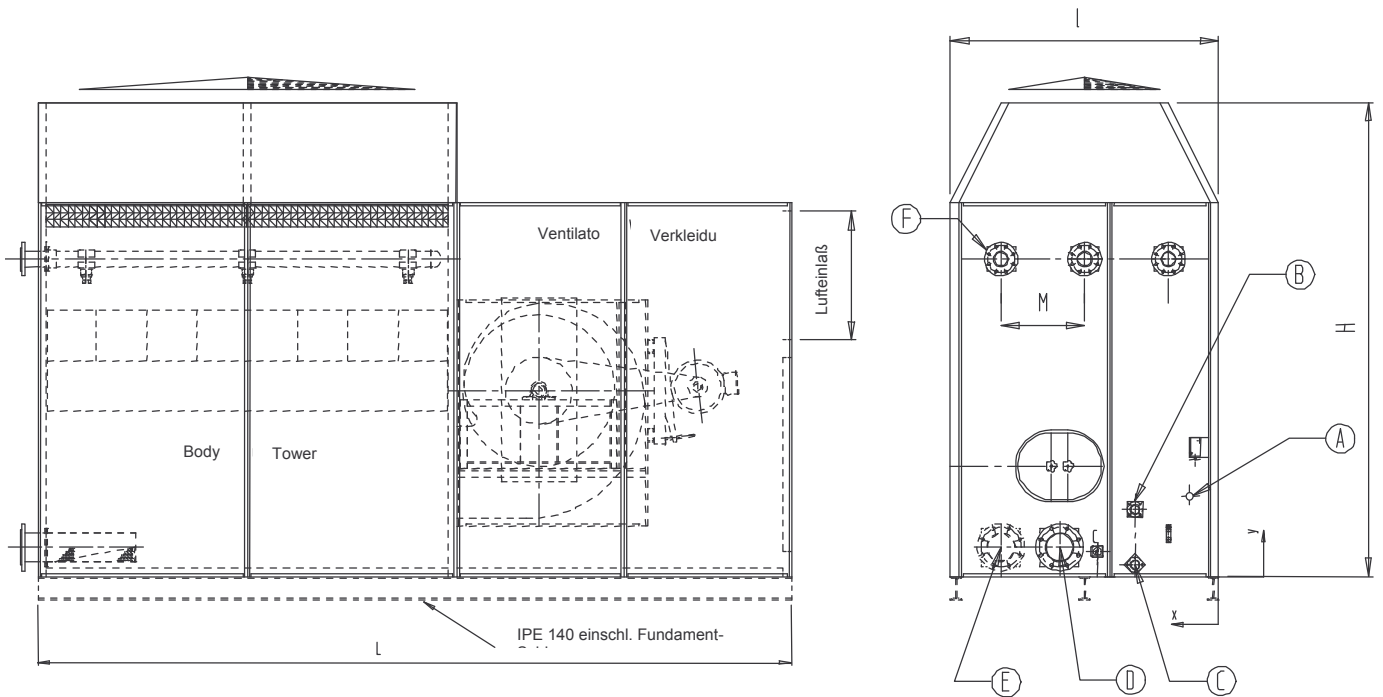 l
F
Ventilato
Verkleidu
Lufteinlaß
B
M
H
A
Body
Tower
y
x
IPE 140 einschl. Fundament-
L
E
D
C